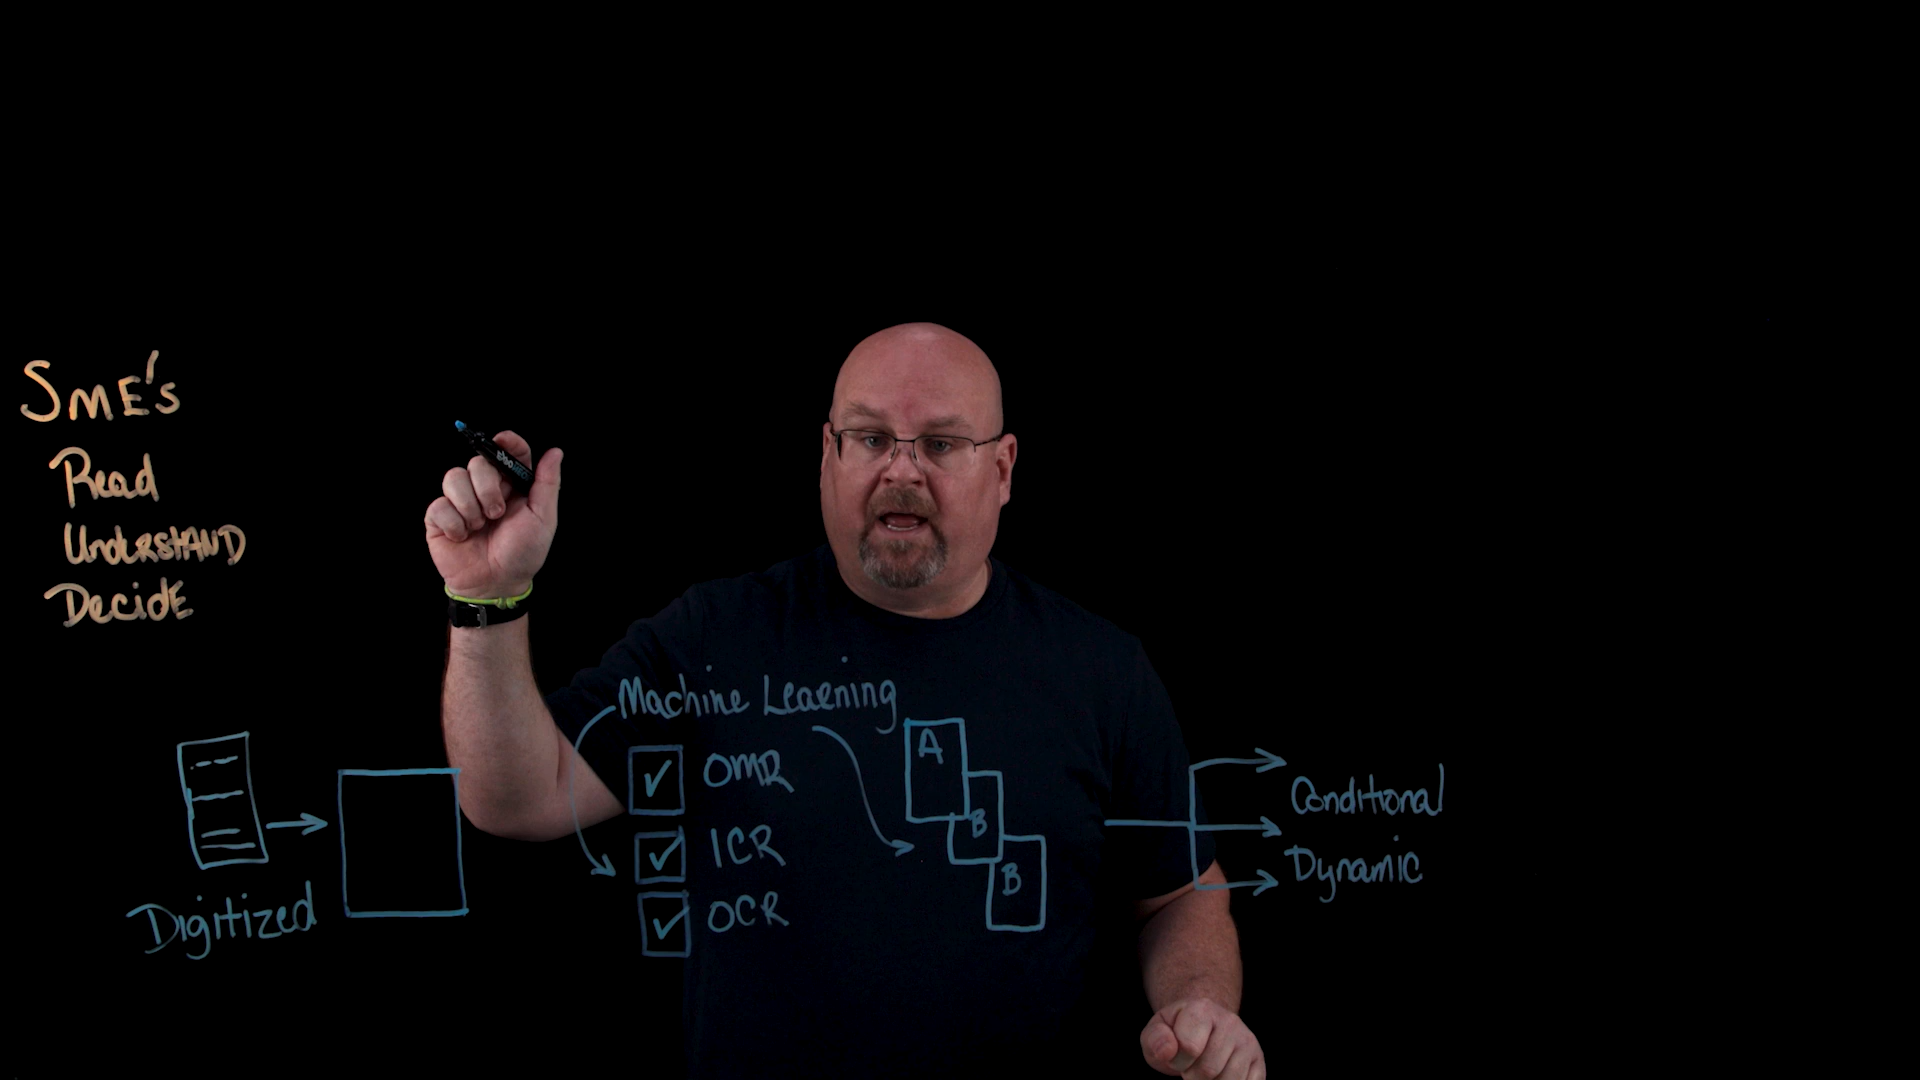 SME's
Read
Understand
Decide
Digitized
Machine Learning
OMR
ICR
OCR
A
B
B
Conditional
Dynamic